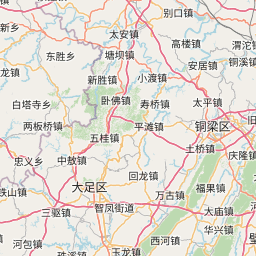 别口镇
太安镇
高楼镇
渭沱
东胜乡
塘坝镇
安居镇
铜溪镇
龙镇
新胜镇
小渡镇
卧佛镇
寿桥镇
太平镇
白塔寺乡
两板桥镇
平滩镇
铜梁区
旧
五桂镇
土桥镇
庆隆
忠义乡
中敖镇
回龙镇
大足区
万古镇
福果镇
铁山镇
智凤街道
三驱镇
太庙镇
河包镇
华兴镇
西河镇
珠溪镇
玉龙镇